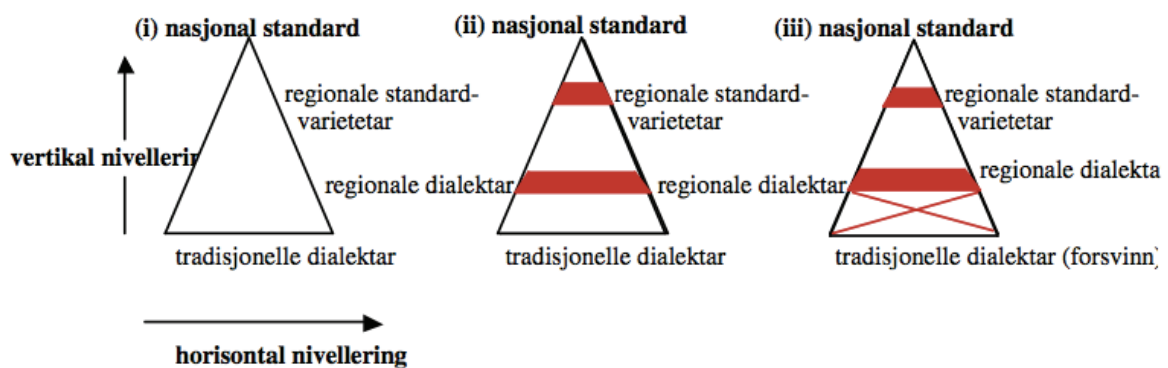 (i) nasjonal standard
regionale standard-
varietetar
vertikal nivellerin
regionale dialektar
tradisjonelle dialektar
horisontal nivellering
(ii) nasjonal standard
regionale standard-
varietetar
regionale dialektar
tradisjonelle dialektar
(iii) nasjonal standard
regionale standard-
varietetar
regionale dialekta
tradisjonelle dialektar (forsvinn)